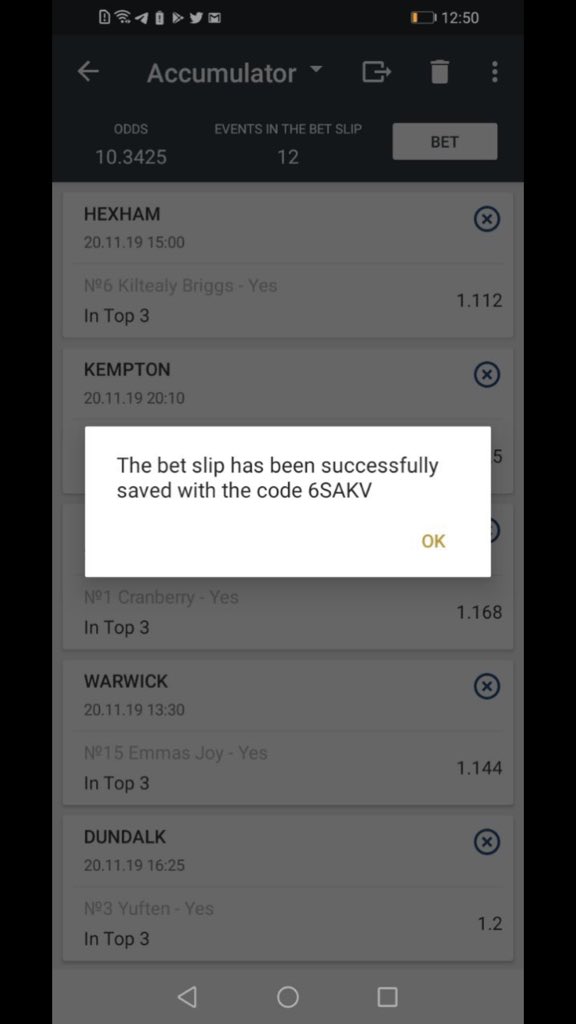 12:50
Accumulator
ODDS
EVENTS IN THE BET SLIP
BET
10.3425
12
HEXHAM
20.11.19 15:00
№6 Kiltealy Briggs - Yes
1.112
In Top 3
KEMPTON
20.11.19 20:10
5
The bet slip has been successfully
saved with the code 6SAKV
OK
№1 Cranberry - Yes
1.168
In Top 3
WARWICK
20.11.19 13:30
№15 Emmas Joy - Yes
1.144
In Top 3
DUNDALK
20.11.19 16:25
№3 Yuften - Yes
1.2
In Top 3